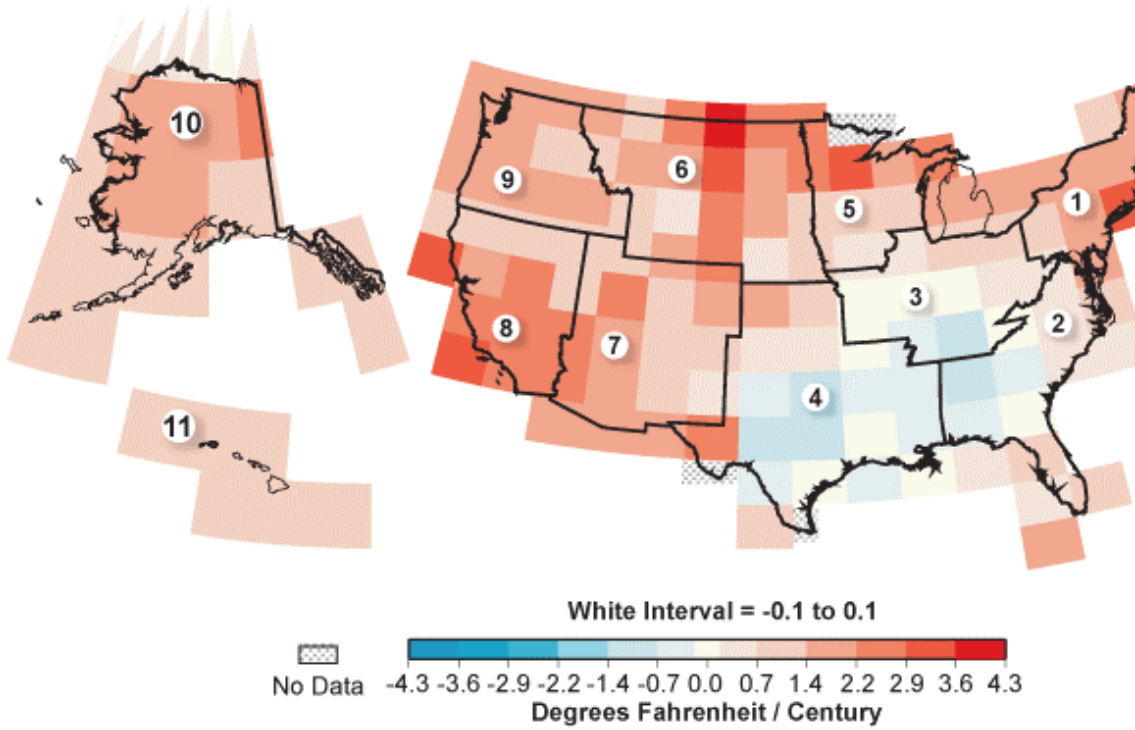 10
6
9
5
1
3
2
8
7
4
11
White Interval = -0.1 to 0.1
No Data
-4.3 -3.6 -2.9 -2.2 -1.4 -0.7 0.0 0.7 1.4 2.2 2.9 3.6 4.3
Degrees Fahrenheit / Century